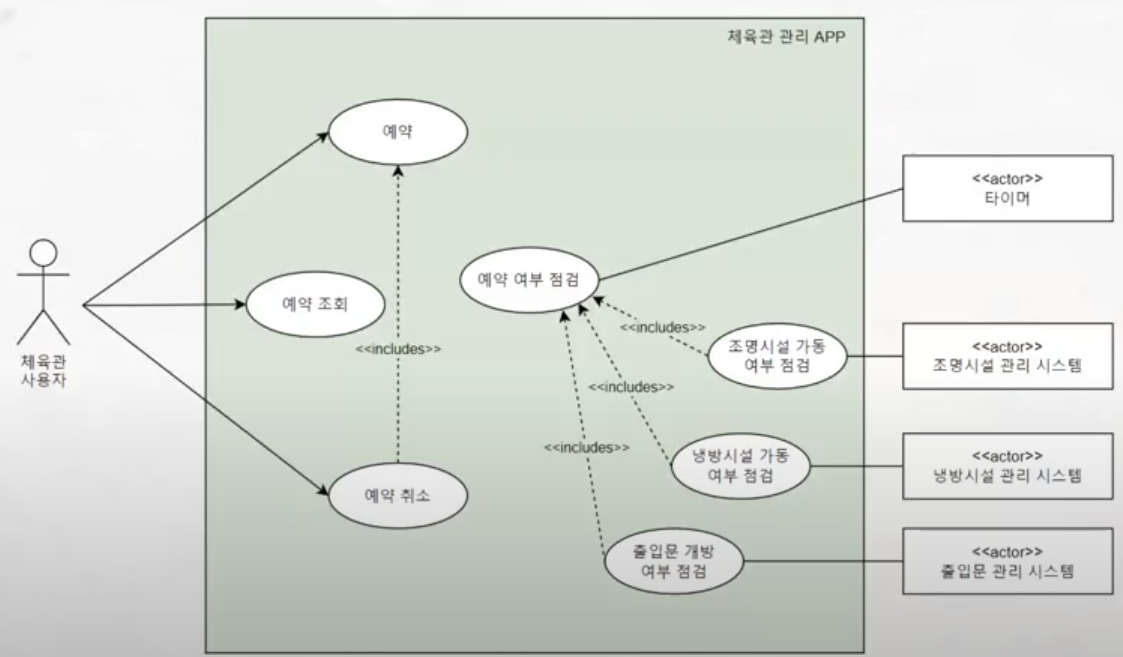 체육관 관리 APP
예약
<<actor>>
타이머
예약 여부 점검
예약 조회
<<includes>>
<<includes>>
조명시설 가동
여부 점검
<<actor>>
조명시설 관리 시스템
체육관
사용자
<<includes>>
<<includes>>
냉방시설 가동
여부 점검
<<actor>>
냉방시설 관리 시스템
예약 취소
출입문 개방
여부 점검
<<actor>>
출입문 관리 시스템